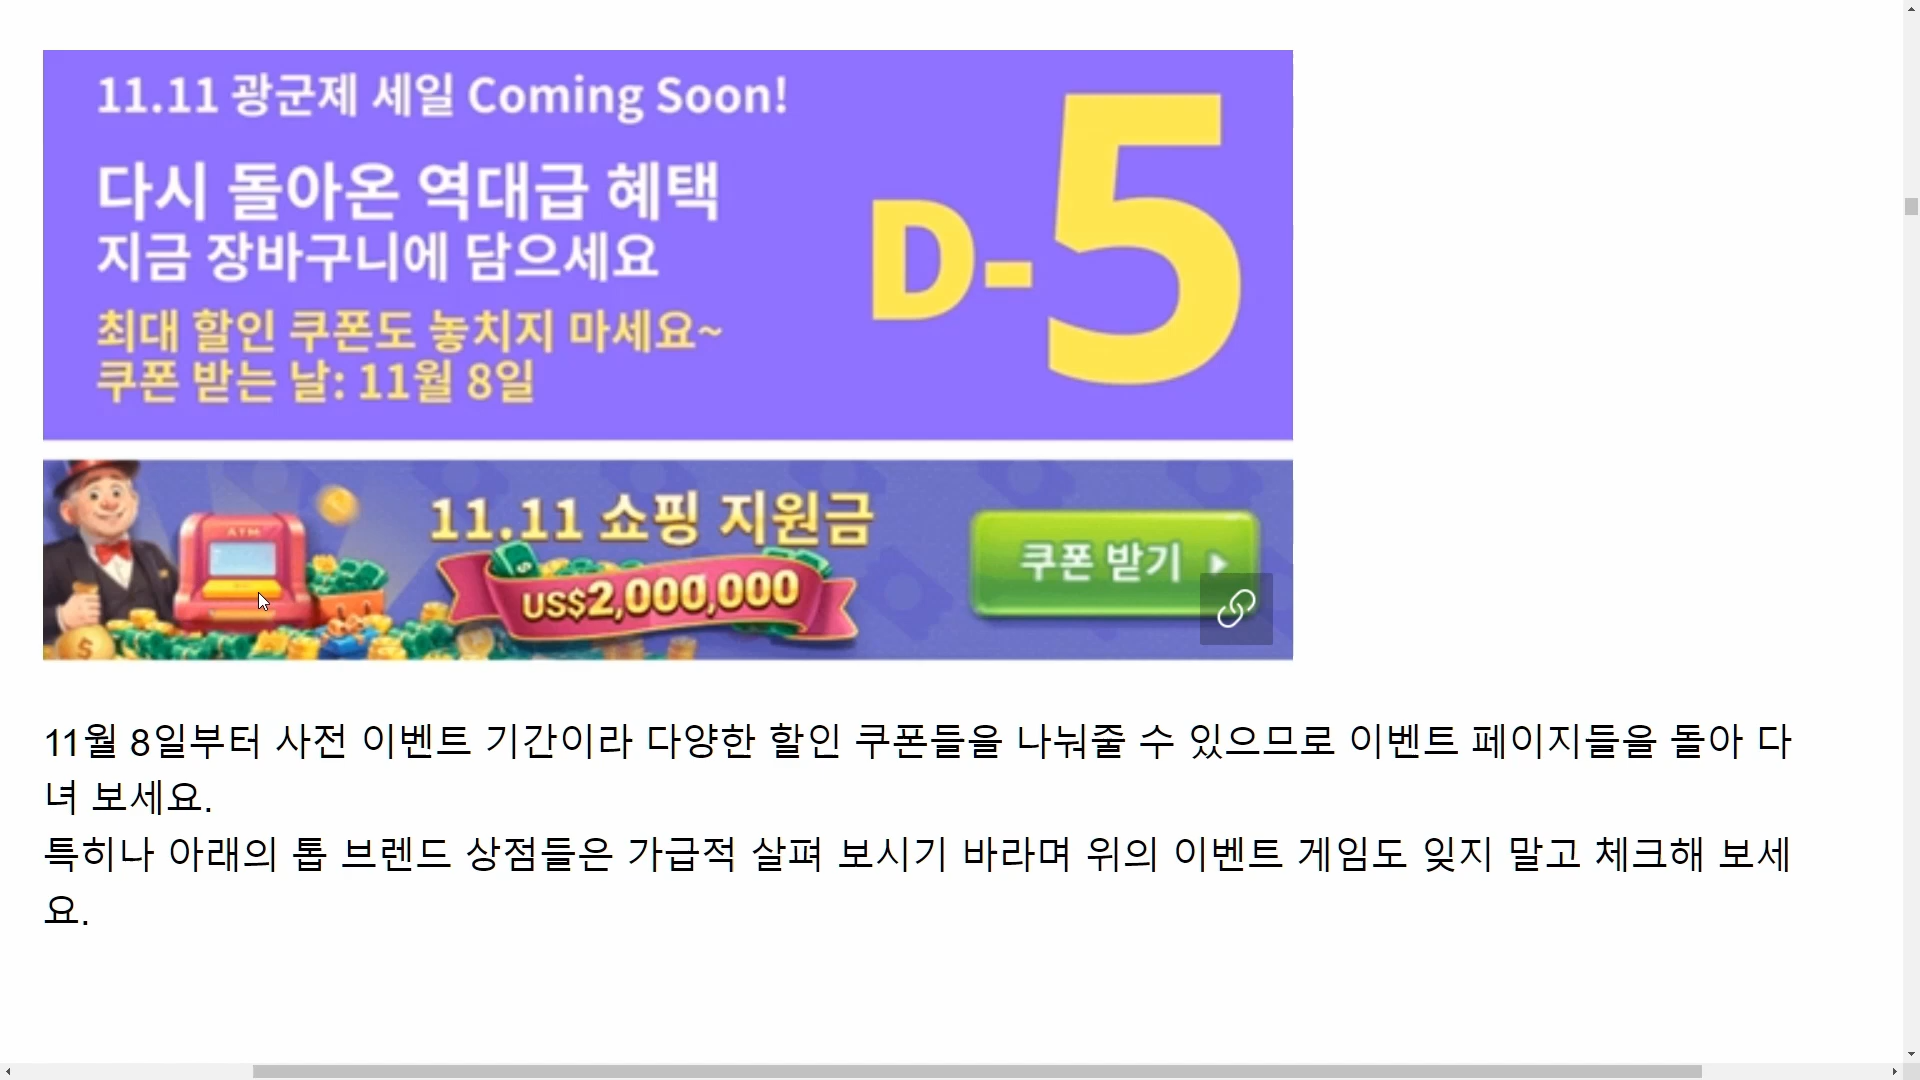 11.11 광군제 세일 Coming Soon!
다시 돌아온 역대급 혜택
지금 장바구니에 담으세요
최대 할인 쿠폰도 놓치지 마세요~
쿠폰 받는 날: 11월 8일
D-5
ATM
11.11 쇼핑 지원금
US$2,000,000
쿠폰 받기
$
$
11월 8일부터 사전 이벤트 기간이라 다양한 할인 쿠폰들을 나눠줄 수 있으므로 이벤트 페이지들을 돌아 다
녀 보세요.
특히나 아래의 톱 브렌드 상점들은 가급적 살펴 보시기 바라며 위의 이벤트 게임도 잊지 말고 체크해 보세
요.